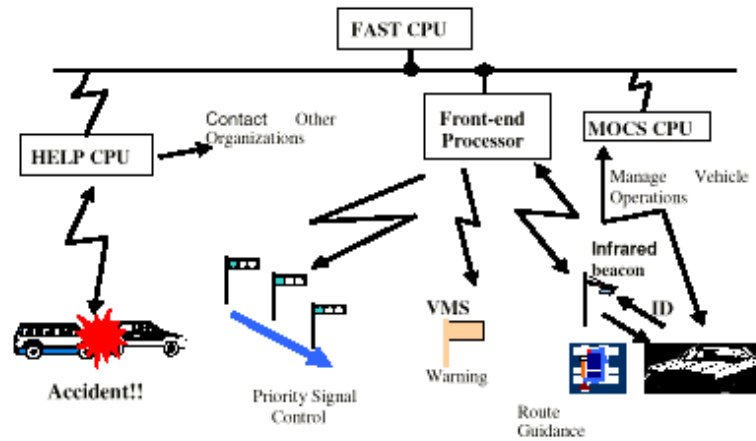 FAST CPU
Contact Other
Organizations
Front-end
Processor
MOCS CPU
HELP CPU
Manage Vehicle
Operations
Infrared
beacon
VMS
ID
Accident!!
Warning
Priority Signal
Control
Route
Guidance